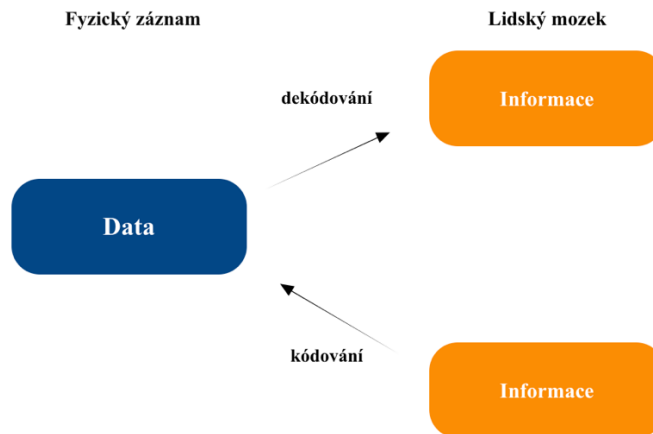 Fyzický záznam
Lidský mozek
dekódování
Informace
Data
kódování
Informace